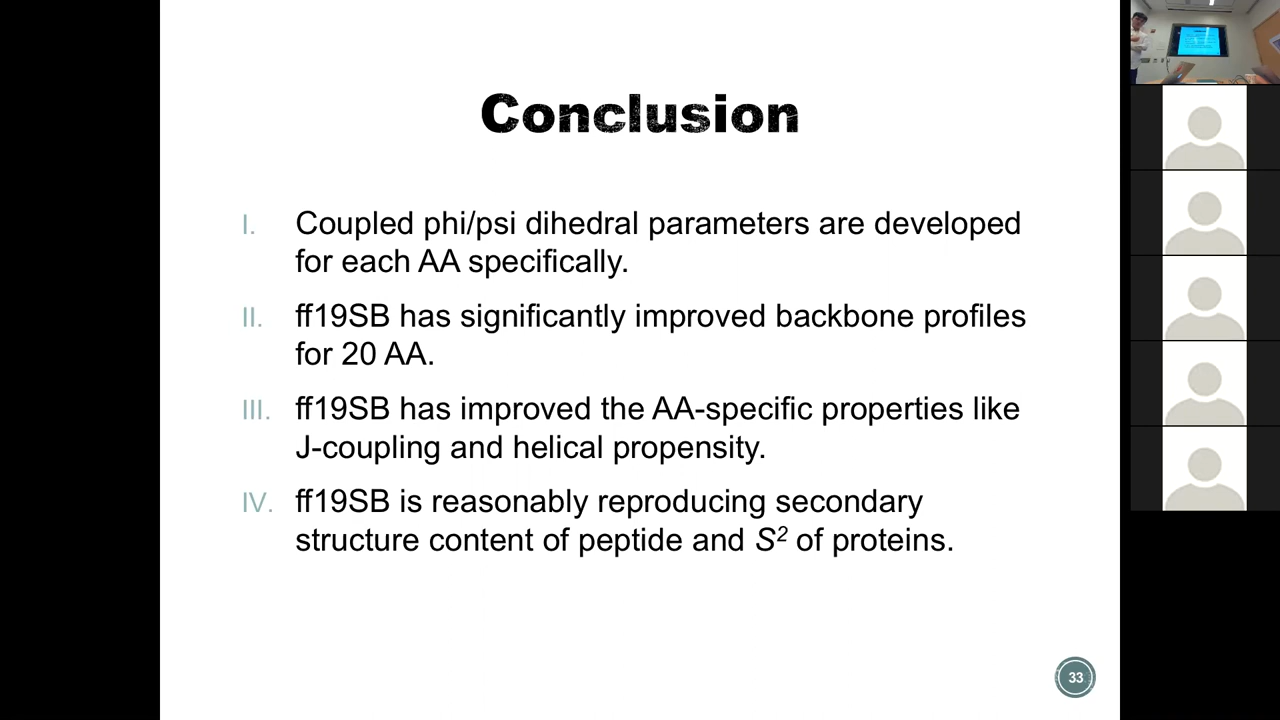 Conclusion
I. Coupled phi/psi dihedral parameters are developed
for each AA specifically.
II. ff19SB has significantly improved backbone profiles
for 20 AA.
III. ff19SB has improved the AA-specific properties like
J-coupling and helical propensity.
IV. ff19SB is reasonably reproducing secondary
structure content of peptide and S² of proteins.
33